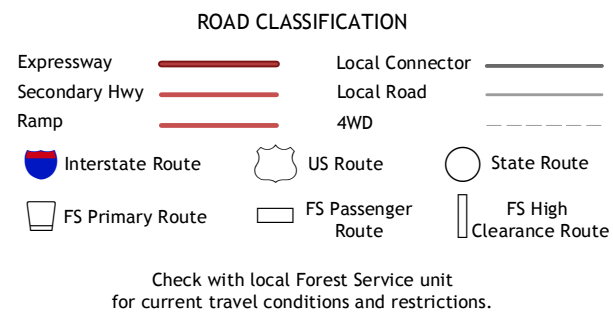 ROAD CLASSIFICATION
Expressway
Local Connector
Secondary Hwy
Local Road
Ramp
4WD
Interstate Route
US Route
State Route
FS Primary Route
FS Passenger
Route
FS High
Clearance Route
Check with local Forest Service unit
for current travel conditions and restrictions.